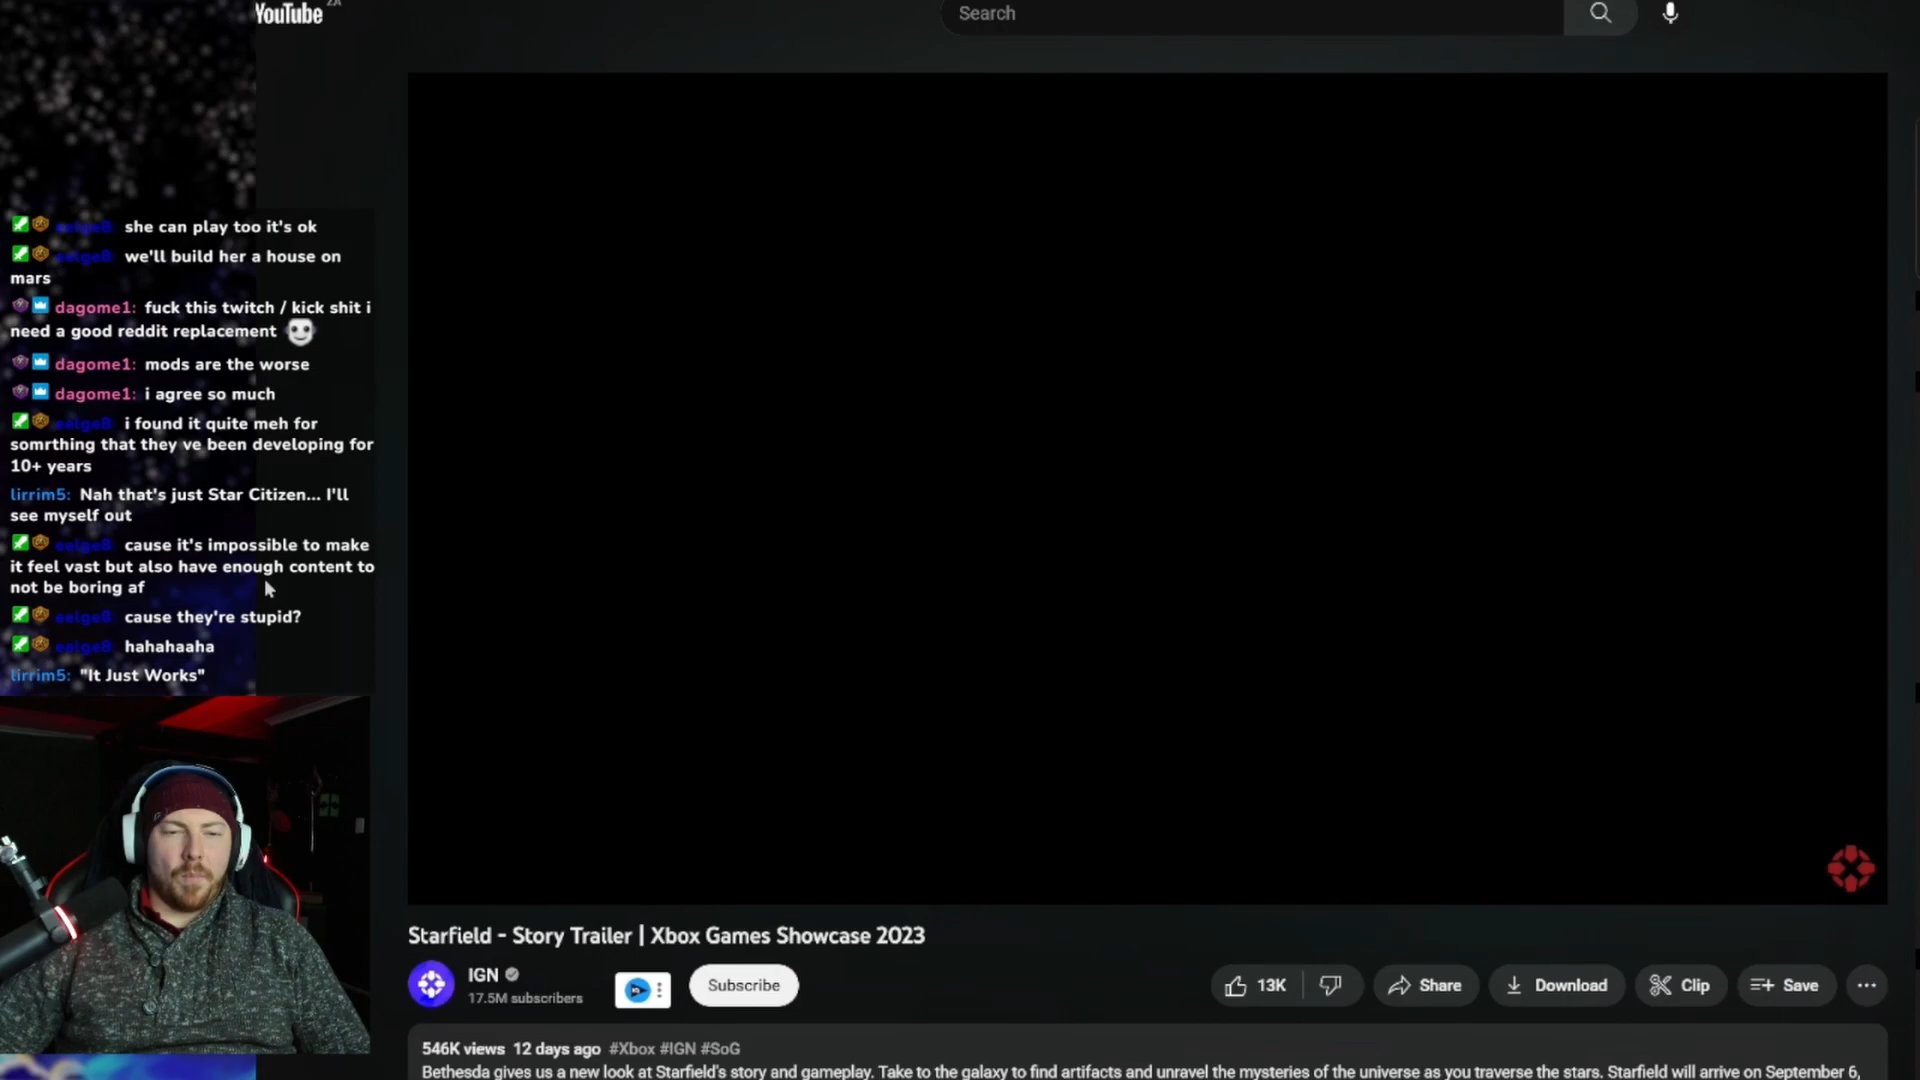 YouTube ZA
Search
eelge8 she can play too it's ok
eelge8 we'll build her a house on
mars
dagome1: fuck this twitch / kick shit i
need a good reddit replacement
dagome1: mods are the worse
dagome1: i agree so much
eelge8 i found it quite meh for
somrthing that they ve been developing for
10+ years
lirrim5: Nah that's just Star Citizen... I'll
see myself out
eelge8 cause it's impossible to make
it feel vast but also have enough content to
not be boring af
eelge8 cause they're stupid?
eelge8 hahahaaha
lirrim5: "It Just Works"
Starfield - Story Trailer | Xbox Games Showcase 2023
IGN
17.5M subscribers
Subscribe
13K
Share
Download
Clip
Save
546K views 12 days ago #Xbox #IGN #SoG
Bethesda gives us a new look at Starfield's story and gameplay. Take to the galaxy to find artifacts and unravel the mysteries of the universe as you traverse the stars. Starfield will arrive on September 6,